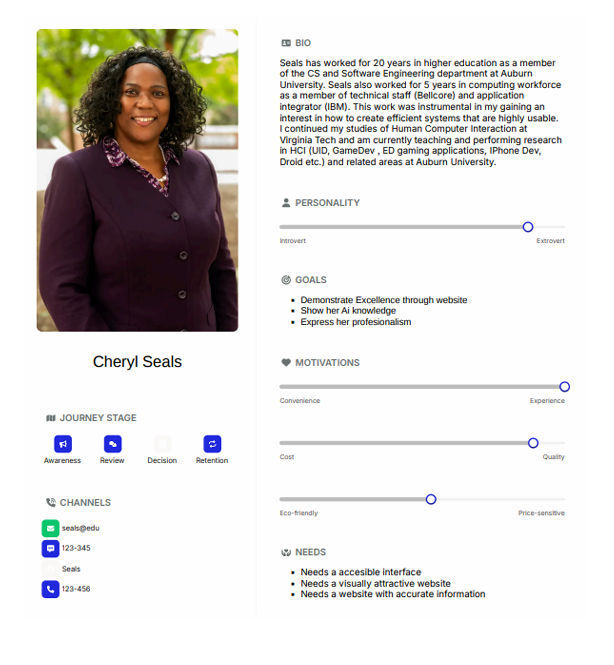 Cheryl Seals
JOURNEY STAGE
Awareness
Review
Decision
Retention
CHANNELS
seals@edu
123-345
Seals
123-456
BIO
Seals has worked for 20 years in higher education as a member
of the CS and Software Engineering department at Auburn
University. Seals also worked for 5 years in computing workforce
as a member of technical staff (Bellcore) and application
integrator (IBM). This work was instrumental in my gaining an
interest in how to create efficient systems that are highly usable.
I continued my studies of Human Computer Interaction at
Virginia Tech and am currently teaching and performing research
in HCI (UID, GameDev , ED gaming applications, IPhone Dev,
Droid etc.) and related areas at Auburn University.
PERSONALITY
Introvert
Extrovert
GOALS
Demonstrate Excellence through website
Show her Ai knowledge
Express her profesionalism
MOTIVATIONS
Convenience
Experience
Cost
Quality
Eco-friendly
Price-sensitive
NEEDS
Needs a accesible interface
Needs a visually attractive website
Needs a website with accurate information